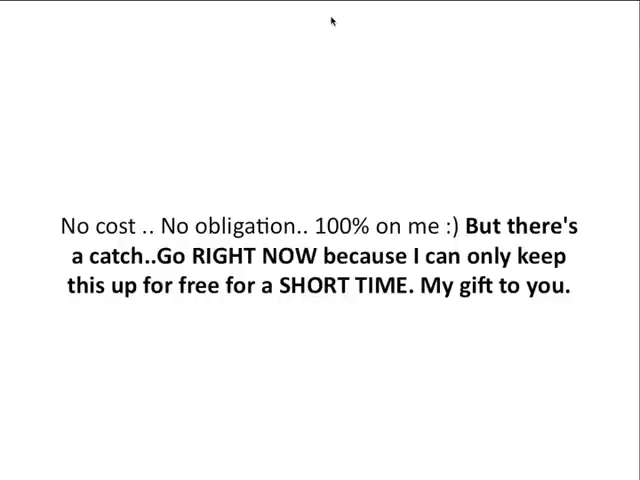 No cost .. No obligation.. 100% on me :) But there's
a catch..Go RIGHT NOW because I can only keep
this up for free for a SHORT TIME. My gift to you.